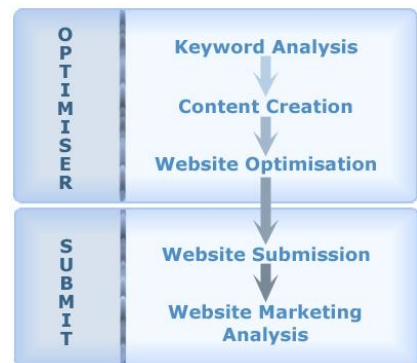 OPTIMISER
Keyword Analysis
Content Creation
Website Optimisation
SUBMIT
Website Submission
Website Marketing
Analysis